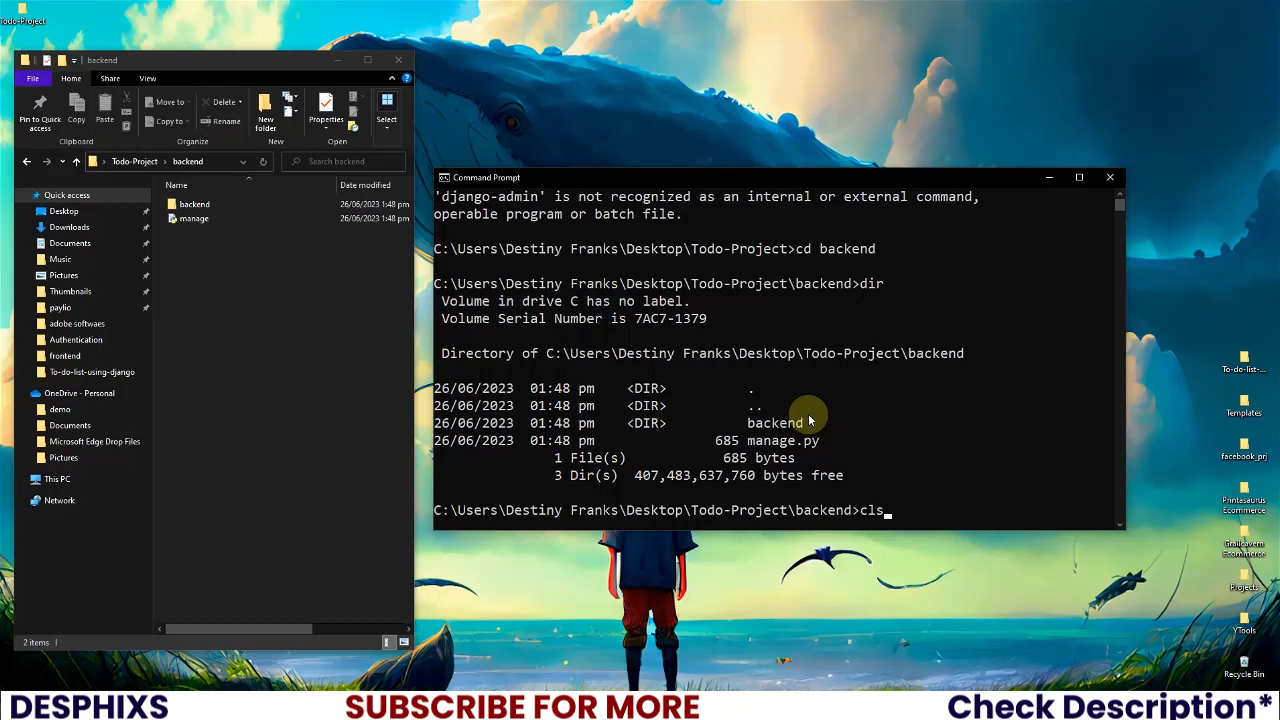 Todo-Project
backend
File Home Share View
Pin to Quick access
Copy
Paste
Clipboard
Move to
Copy to
Delete
Rename
Organize
New folder
New
Properties
Open
Select
Todo-Project > backend
Search backend
Name Date modified
backend 26/06/2023 1:48 pm
manage 26/06/2023 1:48 pm
Quick access
Desktop
Downloads
Documents
Music
Pictures
Thumbnails
paylio
adobe softwaes
Authentication
frontend
To-do-list-using-django
OneDrive - Personal
demo
Documents
Microsoft Edge Drop Files
Pictures
This PC
Network
2 items
Command Prompt
'django-admin' is not recognized as an internal or external command,
operable program or batch file.
C:\Users\Destiny Franks\Desktop\Todo-Project>cd backend
C:\Users\Destiny Franks\Desktop\Todo-Project\backend>dir
Volume in drive C has no label.
Volume Serial Number is 7AC7-1379
Directory of C:\Users\Destiny Franks\Desktop\Todo-Project\backend
26/06/2023 01:48 pm <DIR> .
26/06/2023 01:48 pm <DIR> ..
26/06/2023 01:48 pm <DIR> backend
26/06/2023 01:48 pm 685 manage.py
1 File(s) 685 bytes
3 Dir(s) 407,483,637,760 bytes free
C:\Users\Destiny Franks\Desktop\Todo-Project\backend>cls
To-do-list-...
Templates
facebook_prj
Printasaurus Ecommerce
Ecommerce
Projects
YTools
Recycle Bin
DESPHIXS
SUBSCRIBE FOR MORE
Check Description*